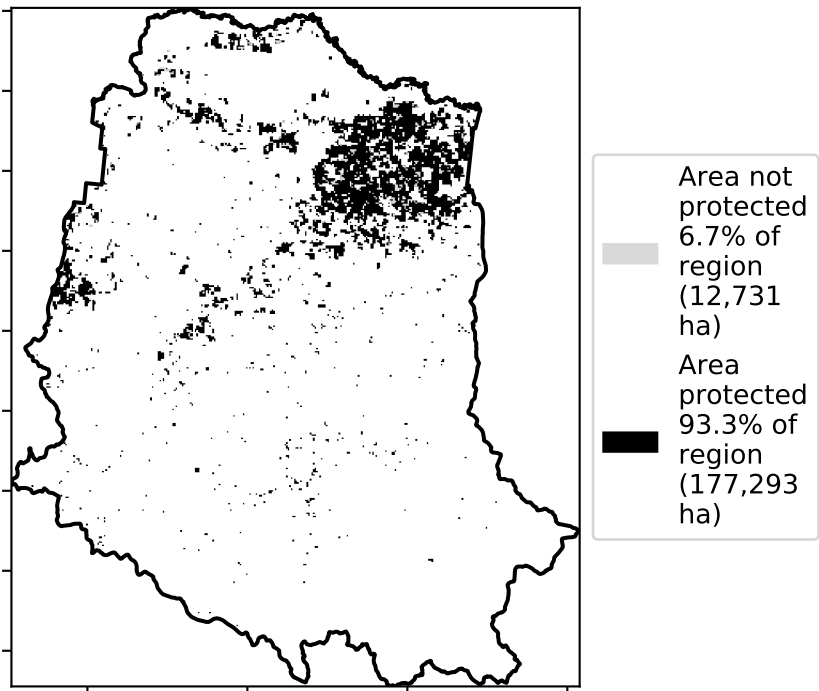 Area not
protected
6.7% of
region
(12,731
ha)
Area
protected
93.3% of
region
(177,293
ha)